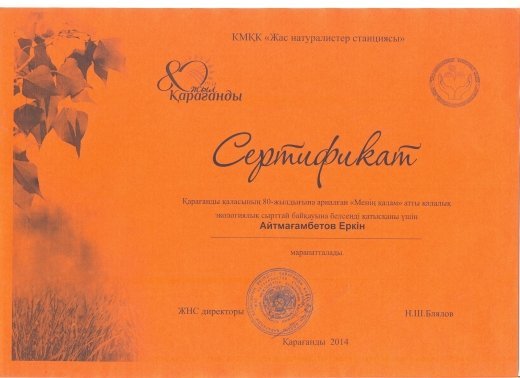 КМҚК «Жас натуралистер станциясы»
80 жыл
Қарағанды
Сертификат
Қарағанды қаласының 80-жылдығына арналған «Менің қалам» атты қалалық
экологиялық сырттай байқауына белсенді қатысқаны үшін
Айтмағамбетов Еркін
марапатталады
ЖНС директоры
Н.Ш.Блялов
Қарағанды 2014